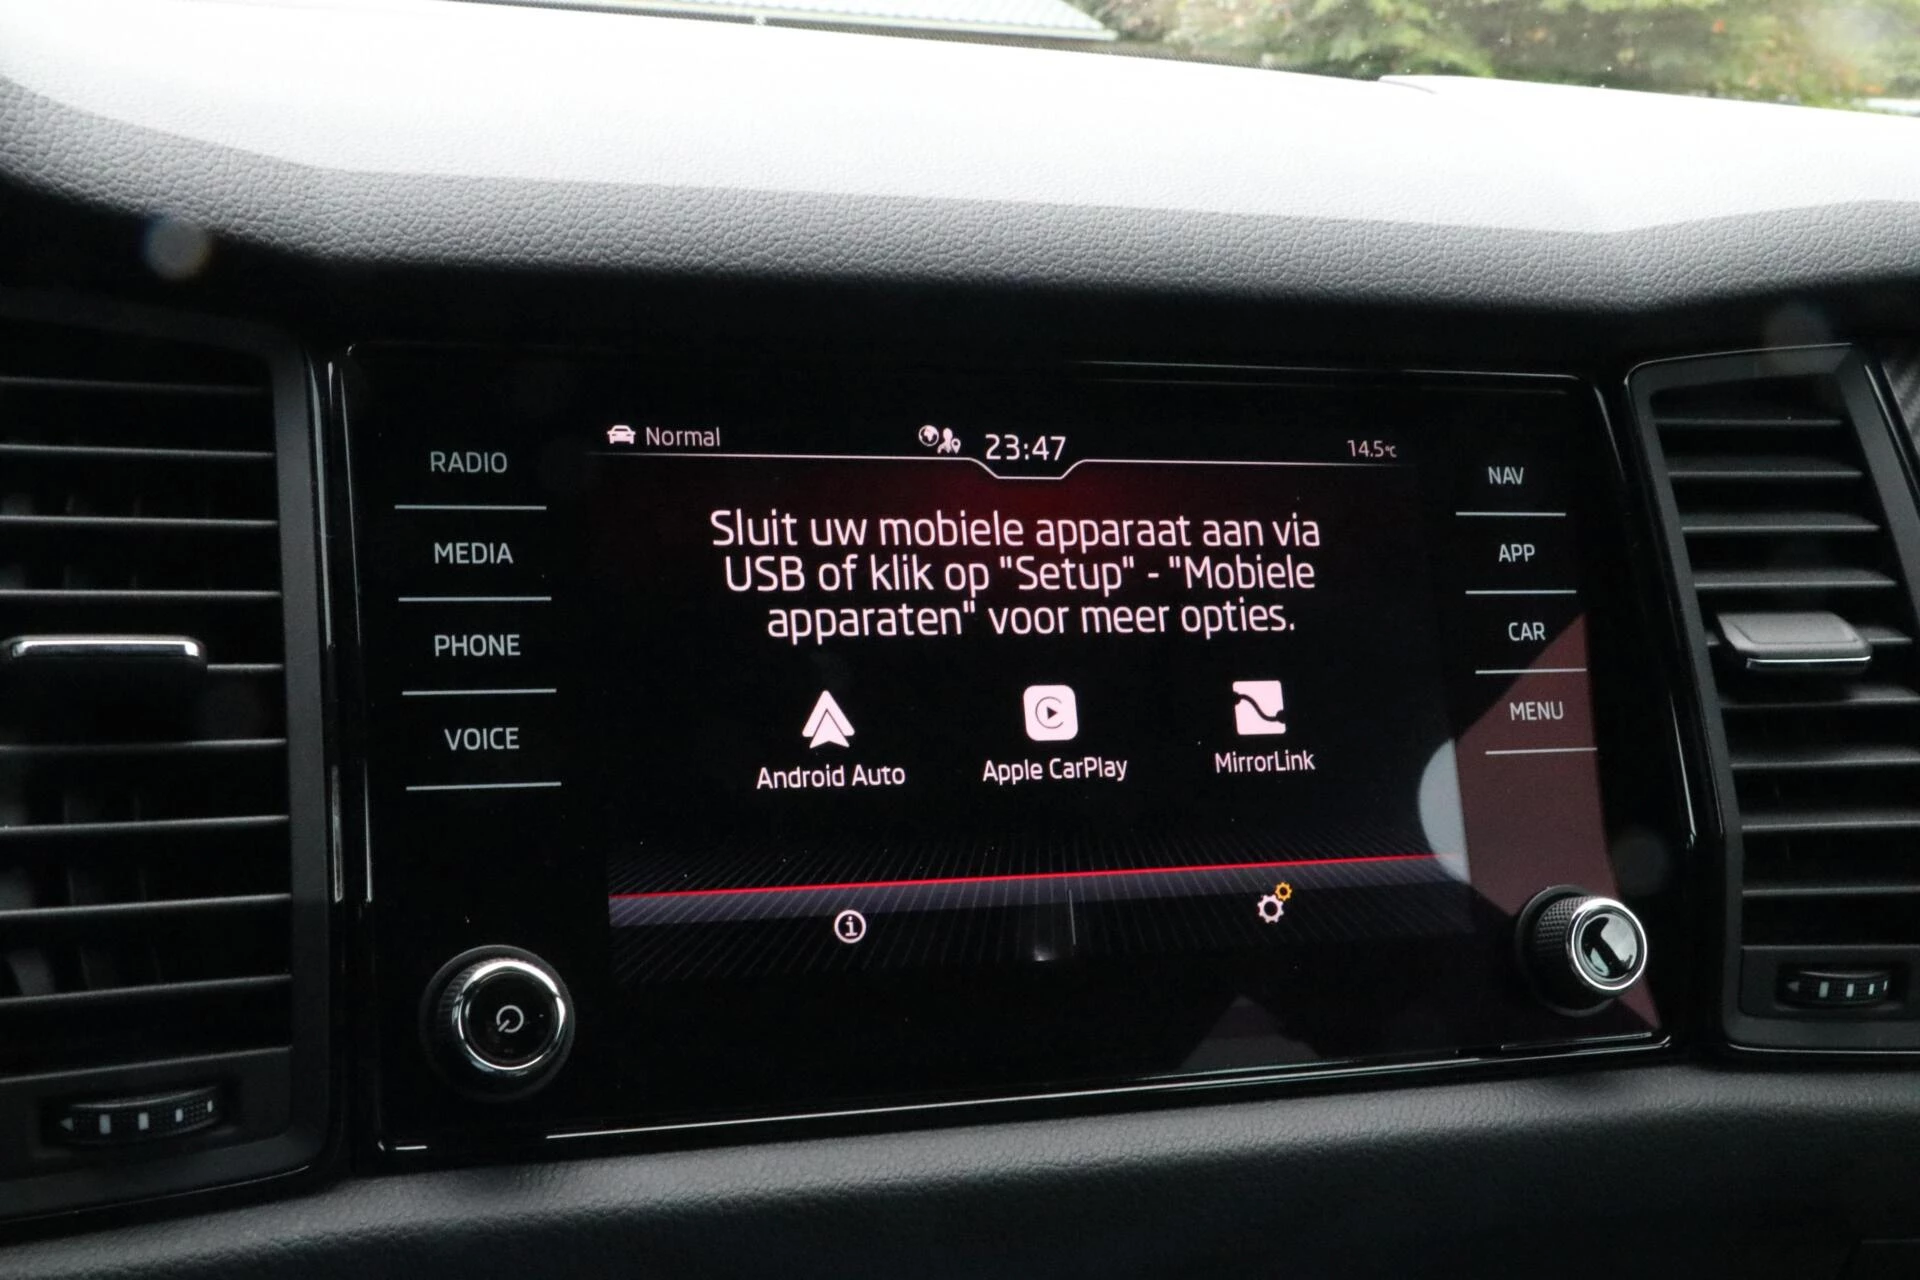 Normal
23:47
14.5°C
RADIO
MEDIA
PHONE
VOICE
Sluit uw mobiele apparaat aan via
USB of klik op "Setup" - "Mobiele
apparaten" voor meer opties.
Android Auto
Apple CarPlay
MirrorLink
NAV
APP
CAR
MENU